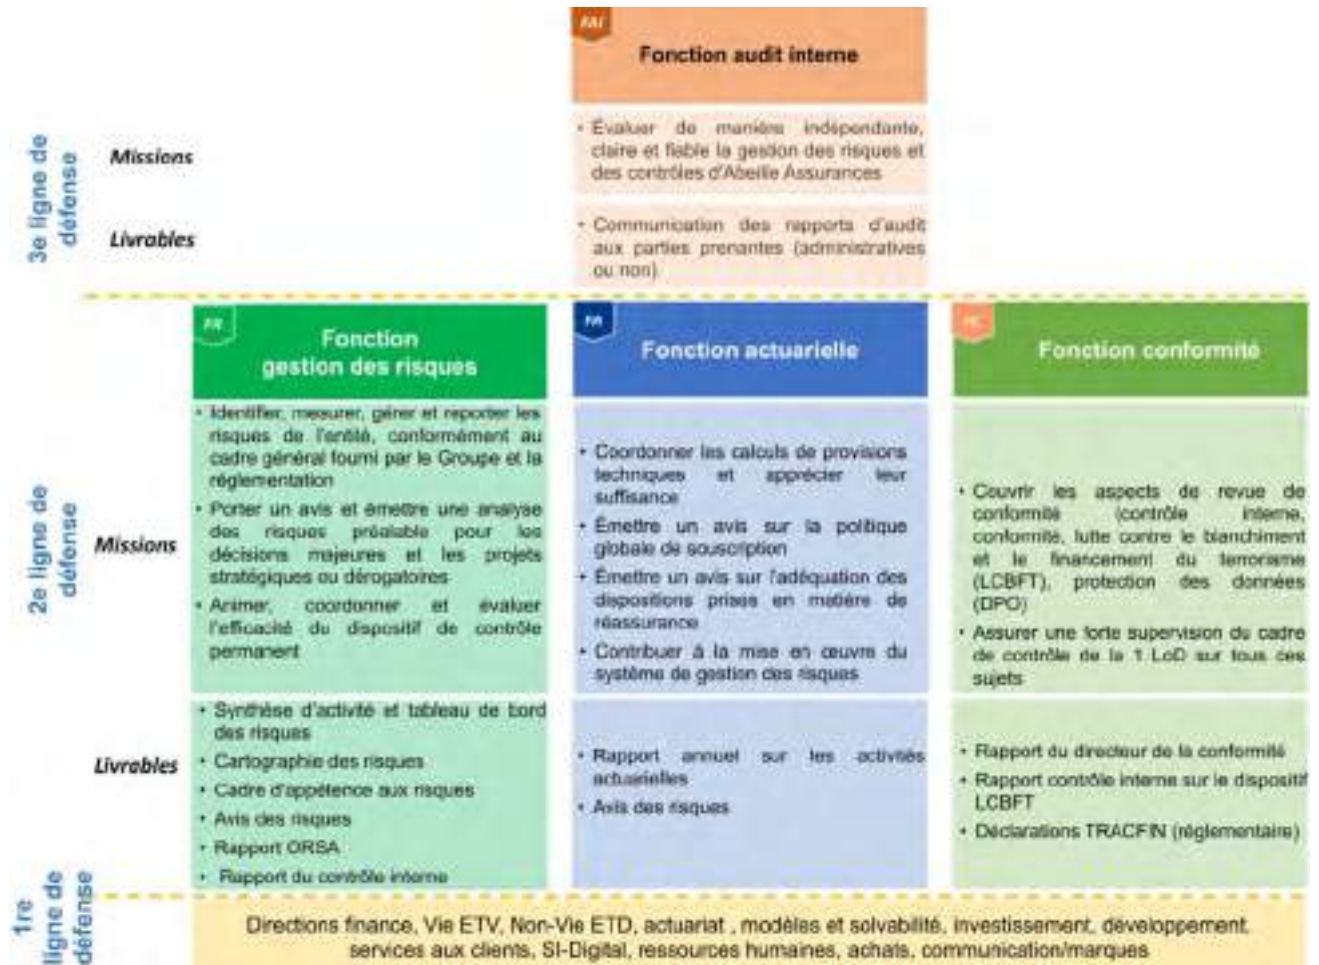 FAI
Fonction audit interne
3e ligne de
défense
Missions
• Évaluer de manière indépendante,
claire et fiable la gestion des risques et
des contrôles d'Abeille Assurances
Livrables
• Communication des rapports d'audit
aux parties prenantes (administratives
ou non)
2e ligne de
défense
FR
Fonction
gestion des risques
Missions
• Identifier, mesurer, gérer et reporter les
risques de l'entité, conformément au
cadre général fourni par le Groupe et la
réglementation
• Porter un avis et émettre une analyse
des risques préalable pour les
décisions majeures et les projets
stratégiques ou dérogatoires
• Animer, coordonner et évaluer
l'efficacité du dispositif de contrôle
permanent
Livrables
• Synthèse d'activité et tableau de bord
des risques
• Cartographie des risques
• Cadre d'appétence aux risques
• Avis des risques
• Rapport ORSA
• Rapport du contrôle interne
FA
Fonction actuarielle
• Coordonner les calculs de provisions
techniques et apprécier leur
suffisance
• Émettre un avis sur la politique
globale de souscription
• Émettre un avis sur l'adéquation des
dispositions prises en matière de
réassurance
• Contribuer à la mise en œuvre du
système de gestion des risques
• Rapport annuel sur les activités
actuarielles
• Avis des risques
FC
Fonction conformité
• Couvrir les aspects de revue de
conformité (contrôle interne,
conformité, lutte contre le blanchiment
et le financement du terrorisme
(LCBFT), protection des données
(DPO)
• Assurer une forte supervision du cadre
de contrôle de la 1 LoD sur tous ces
sujets
• Rapport du directeur de la conformité
• Rapport contrôle interne sur le dispositif
LCBFT
• Déclarations TRACFIN (réglementaire)
1re
ligne de
défense
Directions finance, Vie ETV, Non-Vie ETD, actuariat , modèles et solvabilité, investissement, développement,
services aux clients, SI-Digital, ressources humaines, achats, communication/marques